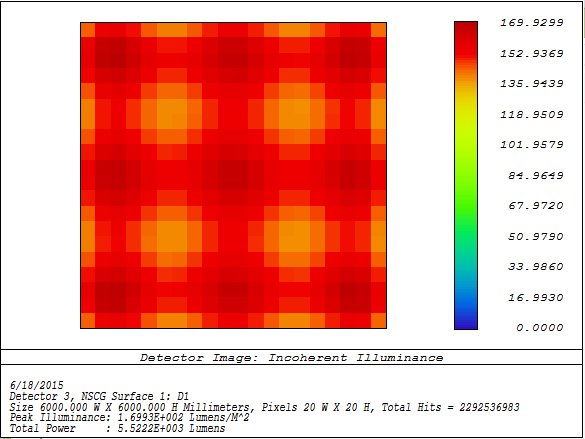 169.9299
152.9369
135.9439
118.9509
101.9579
84.9649
67.9720
50.9790
33.9860
16.9930
0.0000
Detector Image: Incoherent Illuminance
6/18/2015
Detector 3, NSCG Surface 1: D1
Size 6000.000 W X 6000.000 H Millimeters, Pixels 20 W X 20 H, Total Hits = 2292536983
Peak Illuminance: 1.6993E+002 Lumens/M^2
Total Power : 5.5222E+003 Lumens